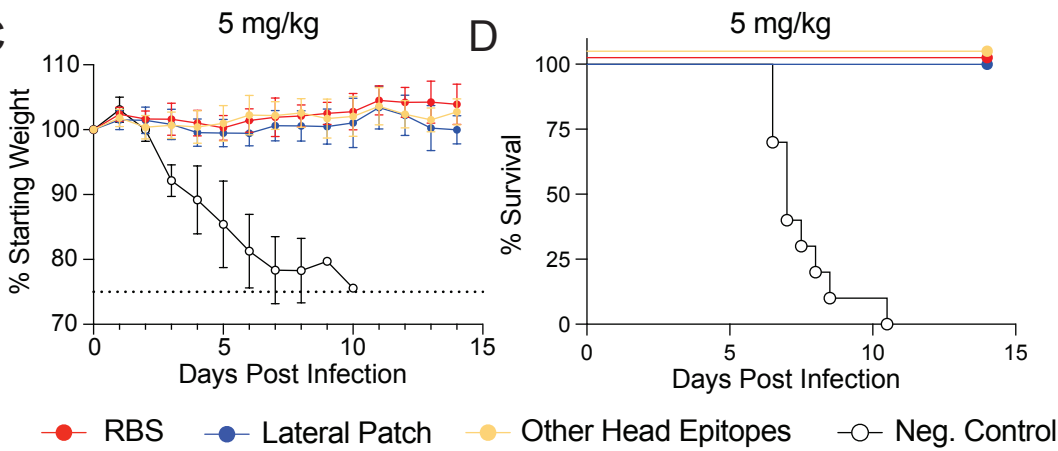 5 mg/kg
% Starting Weight
110
100
90
80
70
0 5 10 15
Days Post Infection
D
5 mg/kg
% Survival
100
75
50
25
0
0 5 10 15
Days Post Infection
RBS Lateral Patch Other Head Epitopes Neg. Control